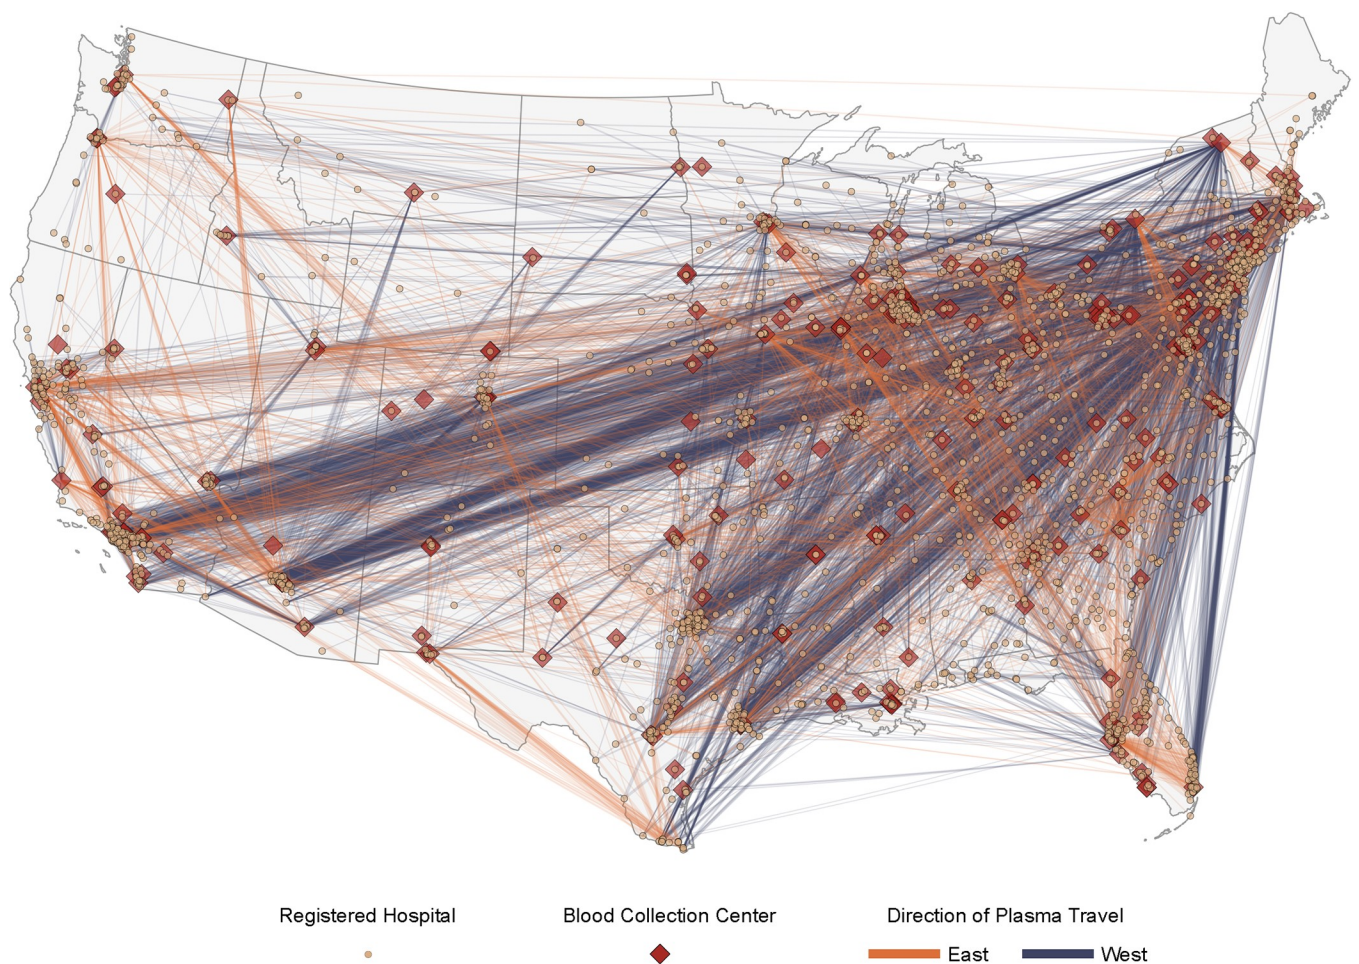 Registered Hospital
Blood Collection Center
Direction of Plasma Travel
East
West